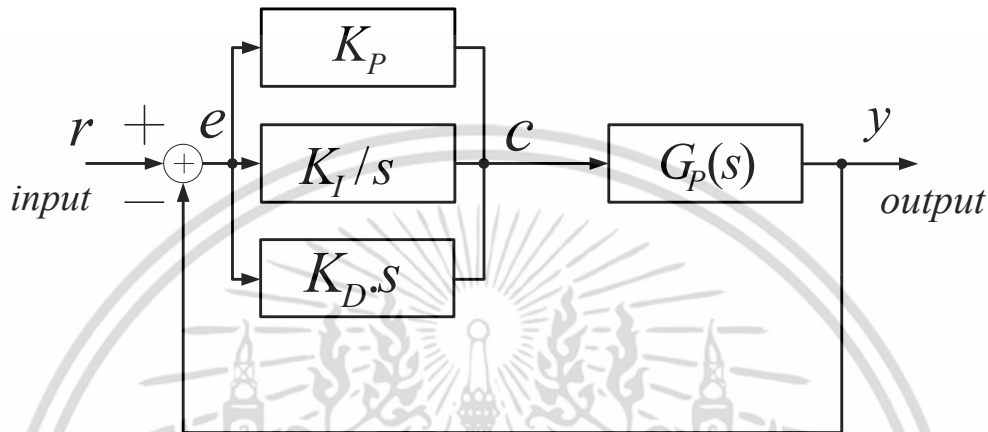 K_P
r + e
K_I/s
c
G_P(s)
y
input
−
output
K_D.s